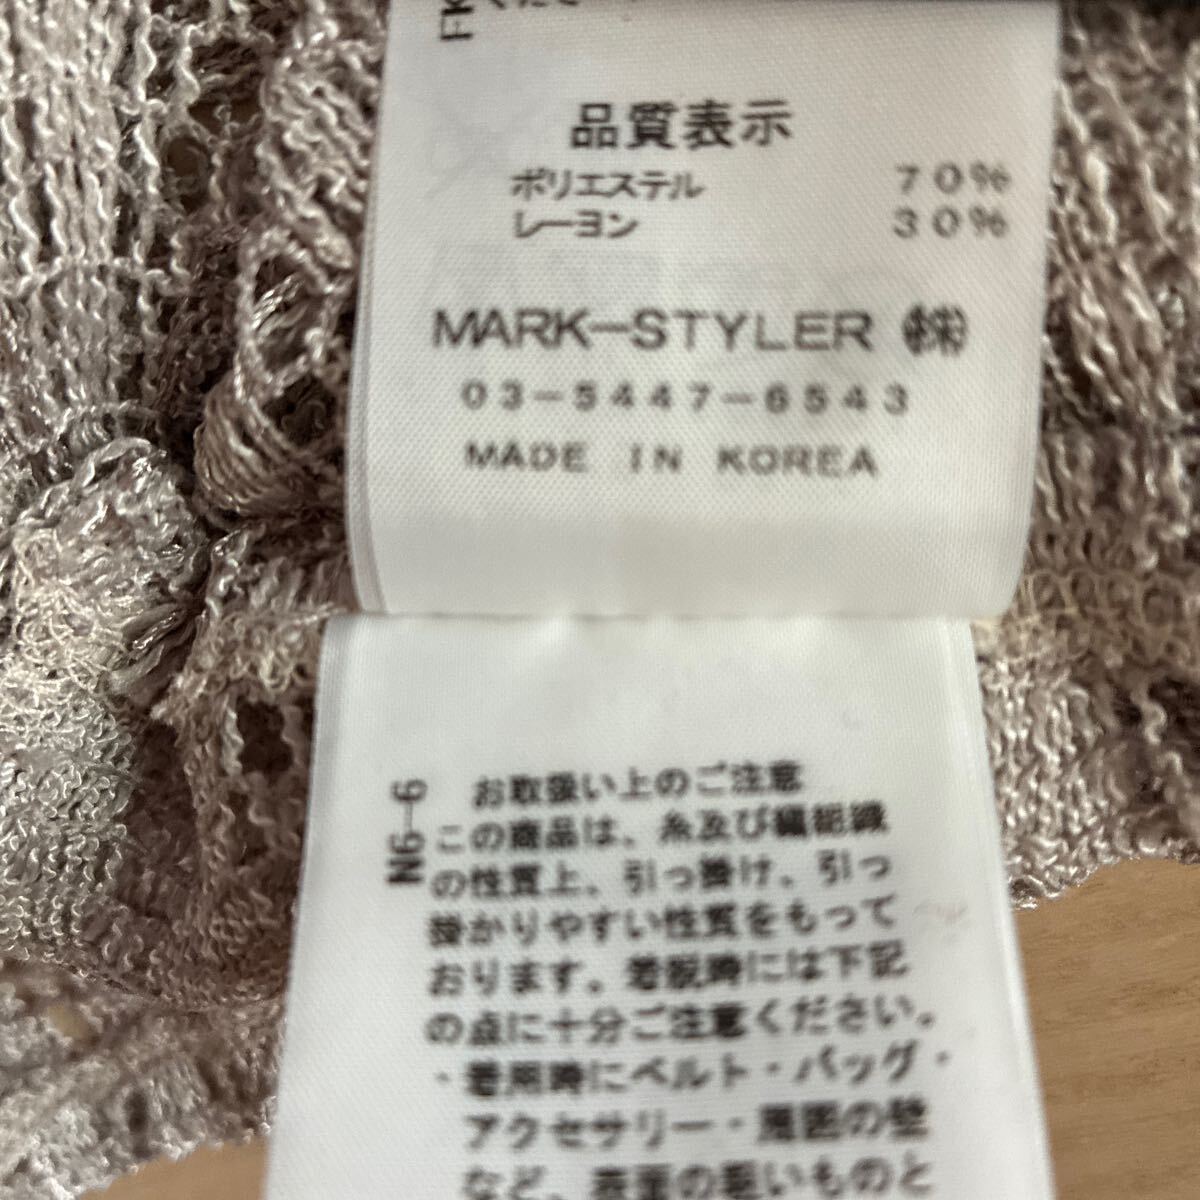 FK
品質表示
ポリエステル 70%
レーヨン 30%
MARK-STYLER ㈱
03-5447-6543
MADE IN KOREA
N6-6
お取扱い上のご注意
この商品は、糸及び編組織
の性質上、引っ掛け、引っ
掛かりやすい性質をもって
おります。着脱時には下記
の点に十分ご注意ください。
・着用時にベルト・バッグ・
アクセサリー・周囲の壁
など、表面の粗いものと